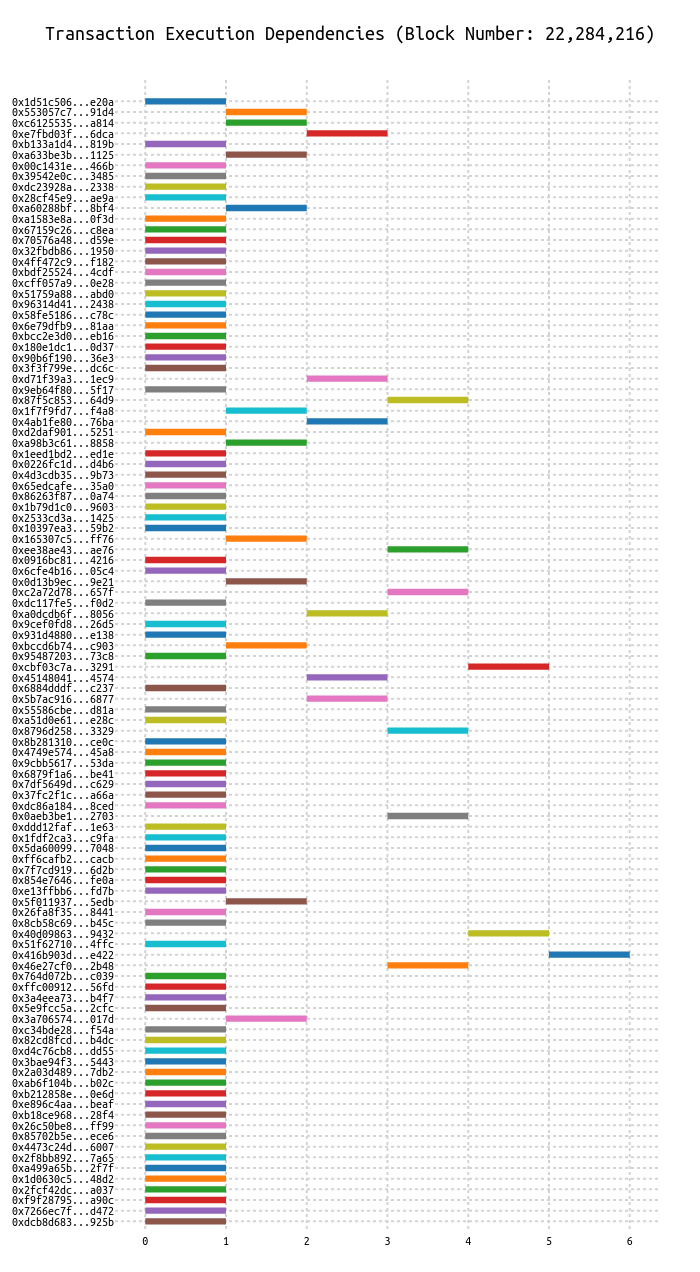 Transaction Execution Dependencies (Block Number: 22,284,216)
0x1d51c506...e20a
0x553057c7...91d4
0xc6125535...a814
0xe7fbd03f...6dca
0xb133a1d4...819b
0xa633be3b...1125
0x00c1431e...466b
0x39542e0c...3485
0xdc23928a...2338
0x28cf45e9...ae9a
0xa60288bf...8bf4
0xa1583e8a...0f3d
0x67159c26...c8ea
0x70576a48...d59e
0x32fbdb86...1950
0x4ff472c9...f182
0xbdf25524...4cdf
0xcff057a9...0e28
0x51759a88...abd0
0x96314d41...2438
0x58fe5186...c78c
0x6e79dfb9...81aa
0xbcc2e3d0...eb16
0x180e1dc1...0d37
0x90b6f190...36e3
0x3f3f799e...dc6c
0xd71f39a3...1ec9
0x9eb64f80...5f17
0x87f5c853...64d9
0x1f7f9fd7...f4a8
0x4ab1fe80...76ba
0xd2daf901...5251
0xa98b3c61...8858
0x1eed1bd2...ed1e
0x0226fc1d...d4b6
0x4d3cdb35...9b73
0x65edcafe...35a0
0x86263f87...0a74
0x1b79d1c0...9603
0x2533cd3a...1425
0x10397ea3...59b2
0x165307c5...ff76
0xee38ae43...ae76
0x0916bc81...4216
0x6cfe4b16...05c4
0x0d13b9ec...9e21
0xc2a72d78...657f
0xdc117fe5...f0d2
0xa0dcdb6f...8056
0x9cef0fd8...26d5
0x931d4880...e138
0xbccd6b74...c903
0x95487203...73c8
0xcbf03c7a...3291
0x45148041...4574
0x6884dddf...c237
0x5b7ac916...6877
0x55586cbe...d81a
0xa51d0e61...e28c
0x8796d258...3329
0x8b281310...ce0c
0x4749e574...45a8
0x9cbb5617...53da
0x6879f1a6...be41
0x7df5649d...c629
0x37fc2f1c...a66a
0xdc86a184...8ced
0x0aeb3be1...2703
0xddd12faf...1e63
0x1fdf2ca3...c9fa
0x5da60099...7048
0xff6cafb2...cacb
0x7f7cd919...6d2b
0x854e7646...fe0a
0xe13ffbb6...fd7b
0x5f011937...5edb
0x26fa8f35...8441
0x8cb58c69...b45c
0x40d09863...9432
0x51f62710...4ffc
0x416b903d...e422
0x46e27cf0...2b48
0x764d072b...c039
0xffc00912...56fd
0x3a4eea73...b4f7
0x5e9fcc5a...2cfc
0x3a706574...017d
0xc34bde28...f54a
0x82cd8fcd...b4dc
0xd4c76cb8...dd55
0x3bae94f3...5443
0x2a03d489...7db2
0xab6f104b...b02c
0xb212858e...0e6d
0xe896c4aa...beaf
0xb18ce968...28f4
0x26c50be8...ff99
0x85702b5e...ece6
0x4473c24d...6007
0x2f8bb892...7a65
0xa499a65b...2f7f
0x1d0630c5...48d2
0x2fcf42dc...a037
0xf9f28795...a90c
0x7266ec7f...d472
0xdcb8d683...925b
0 1 2 3 4 5 6